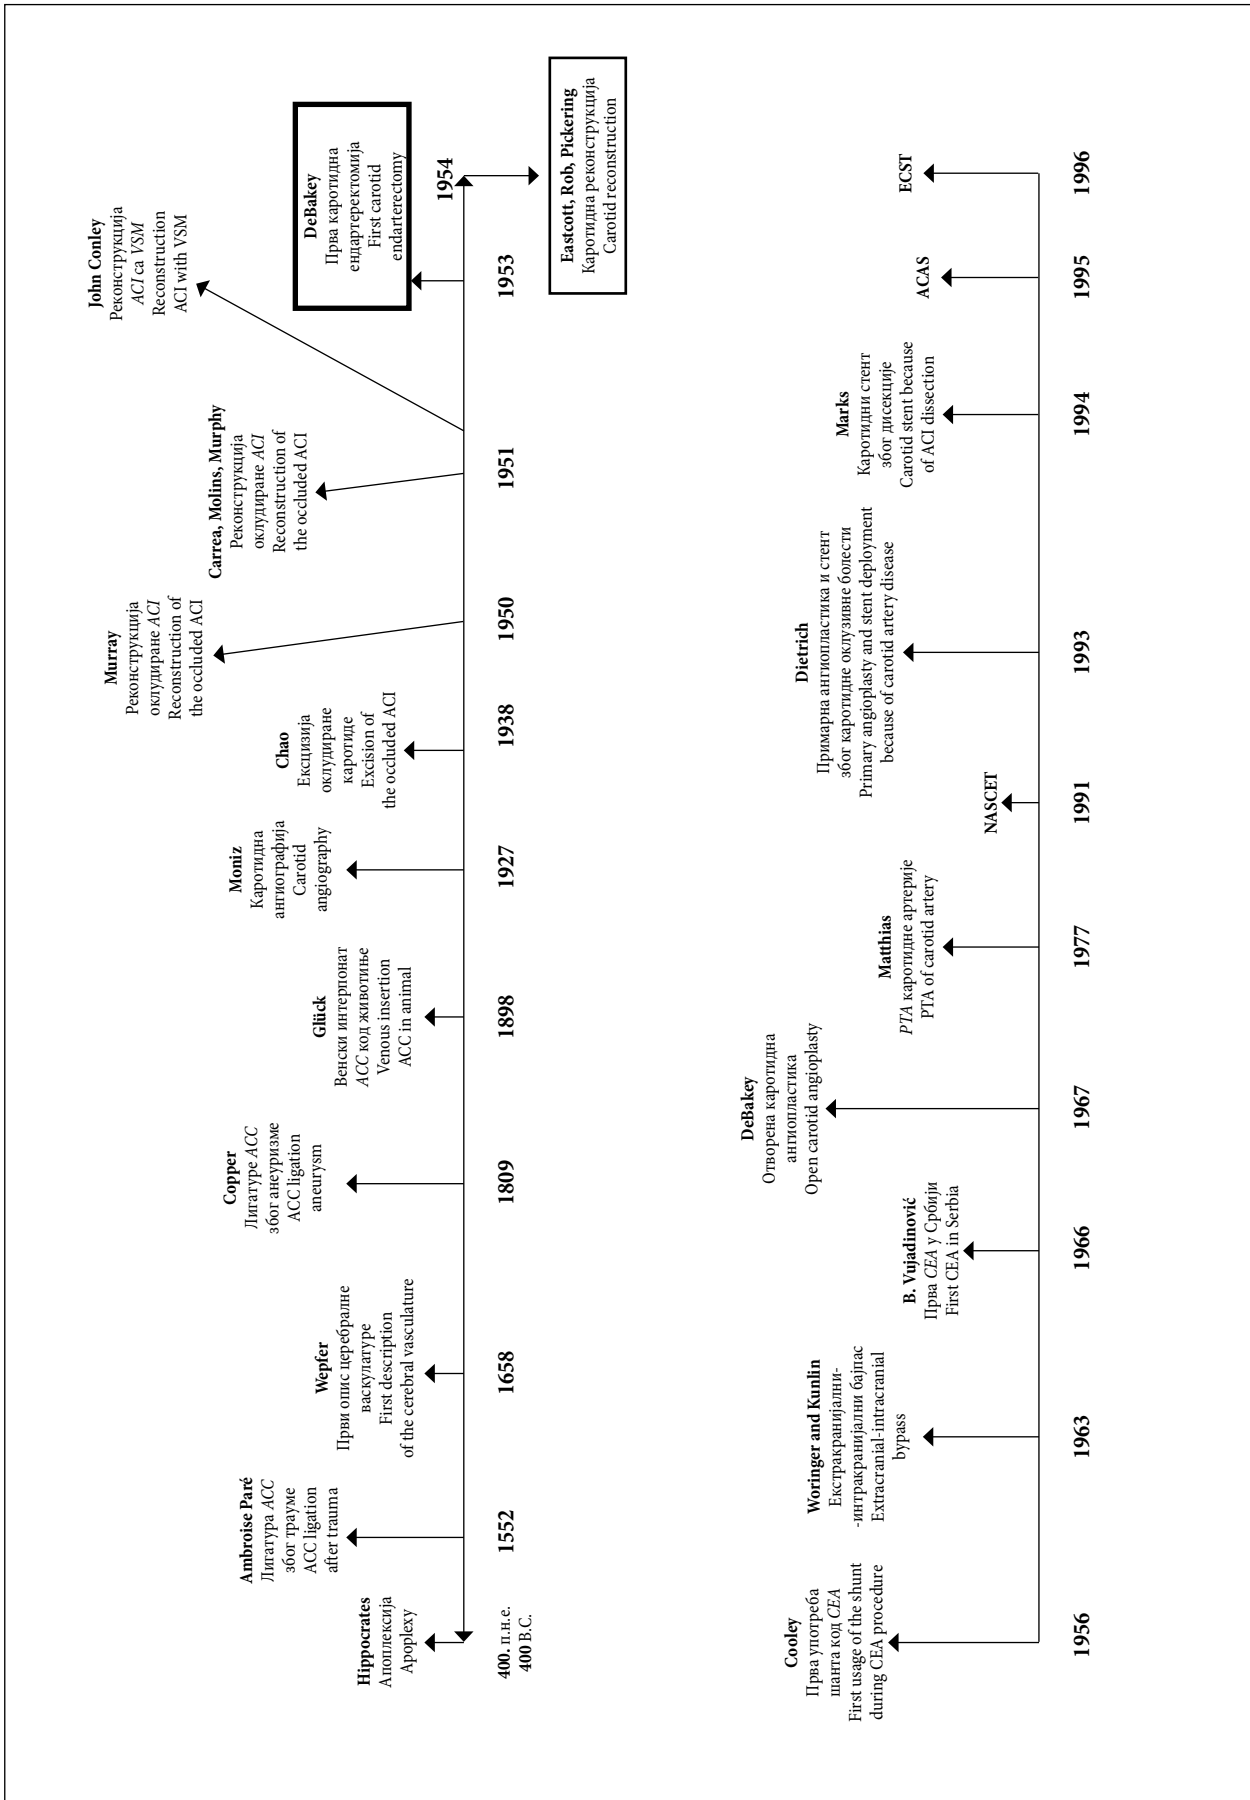 Hippocrates
Апоплексија
Apoplexy
400. п.н.е.
400 B.C.
Ambroise Paré
Лигатура ACC
због трауме
ACC ligation
after trauma
1552
Wepfer
Први опис церебралне
васкулатуре
First description
of the cerebral vasculature
1658
Copper
Лигатуре ACC
због анеуризме
ACC ligation
aneurysm
1809
Glück
Венски интерпонат
ACC код животиње
Venous insertion
ACC in animal
1898
Moniz
Каротидна
ангиографија
Carotid
angiography
1927
Chao
Ексцизија
оклудиране
каротиде
Excision of
the occluded ACI
1938
Murray
Реконструкција
оклудиране ACI
Reconstruction of
the occluded ACI
1950
Carrea, Molins, Murphy
Реконструкција
оклудиране ACI
Reconstruction of
the occluded ACI
1951
John Conley
Реконструкција
ACI са VSM
Reconstruction
ACI with VSM
DeBakey
Прва каротидна
ендартеректомија
First carotid
endarterectomy
1953
1954
Eastcott, Rob, Pickering
Каротидна реконструкција
Carotid reconstruction
Cooley
Прва употреба
шанта код CEA
First usage of the shunt
during CEA procedure
1956
Woringer and Kunlin
Екстракранијални-
-интракранијални бајпас
Extracranial-intracranial
bypass
1963
B. Vujadinović
Прва CEA у Србији
First CEA in Serbia
1966
DeBakey
Отворена каротидна
ангиопластика
Open carotid angioplasty
1967
Matthias
PTA каротидне артерије
PTA of carotid artery
1977
NASCET
1991
Dietrich
Примарна ангиопластика и стент
због каротидне оклузивне болести
Primary angioplasty and stent deployment
because of carotid artery disease
1993
Marks
Каротидни стент
због дисекције
Carotid stent because
of ACI dissection
1994
ACAS
1995
ECST
1996